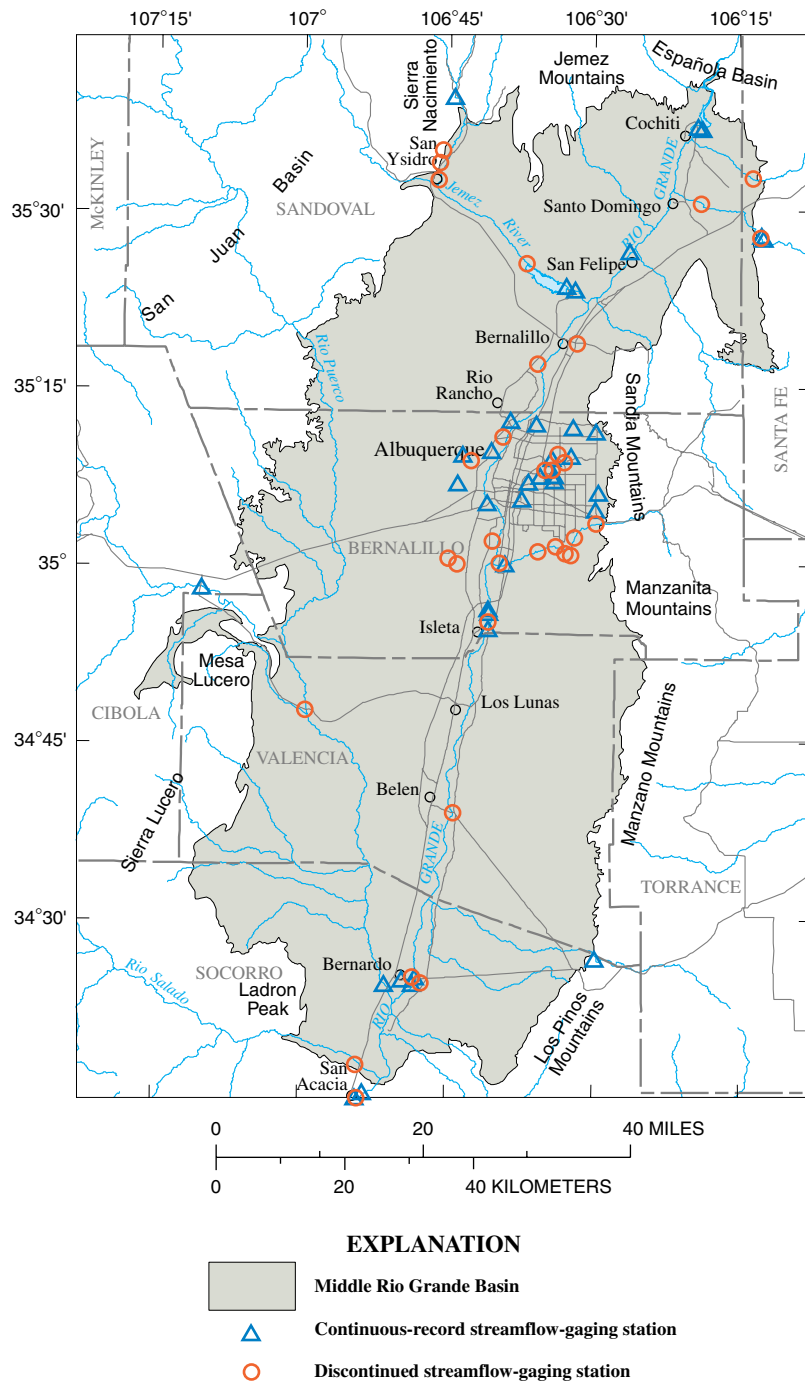 107°15'
107°
106°45'
106°30'
106°15'
Sierra
Nacimiento
Jemez
Mountains
Española Basin
McKINLEY
San Juan Basin
SANDOVAL
San
Ysidro
Cochiti
35°30'
Jemez River
Santo Domingo
RIO GRANDE
San Felipe
Rio Puerco
Bernalillo
35°15'
Rio
Rancho
Sandia Mountains
SANTA FE
Albuquerque
35°
BERNALILLO
Manzanita
Mountains
Isleta
Mesa
Lucero
CIBOLA
Los Lunas
34°45'
VALENCIA
Sierra Lucero
Belen
Manzano Mountains
RIO GRANDE
TORRANCE
34°30'
Rio Salado
SOCORRO
Bernardo
Ladron
Peak
Los Pinos
Mountains
San
Acacia
0 20 40 MILES
0 20 40 KILOMETERS
EXPLANATION
Middle Rio Grande Basin
Continuous-record streamflow-gaging station
Discontinued streamflow-gaging station